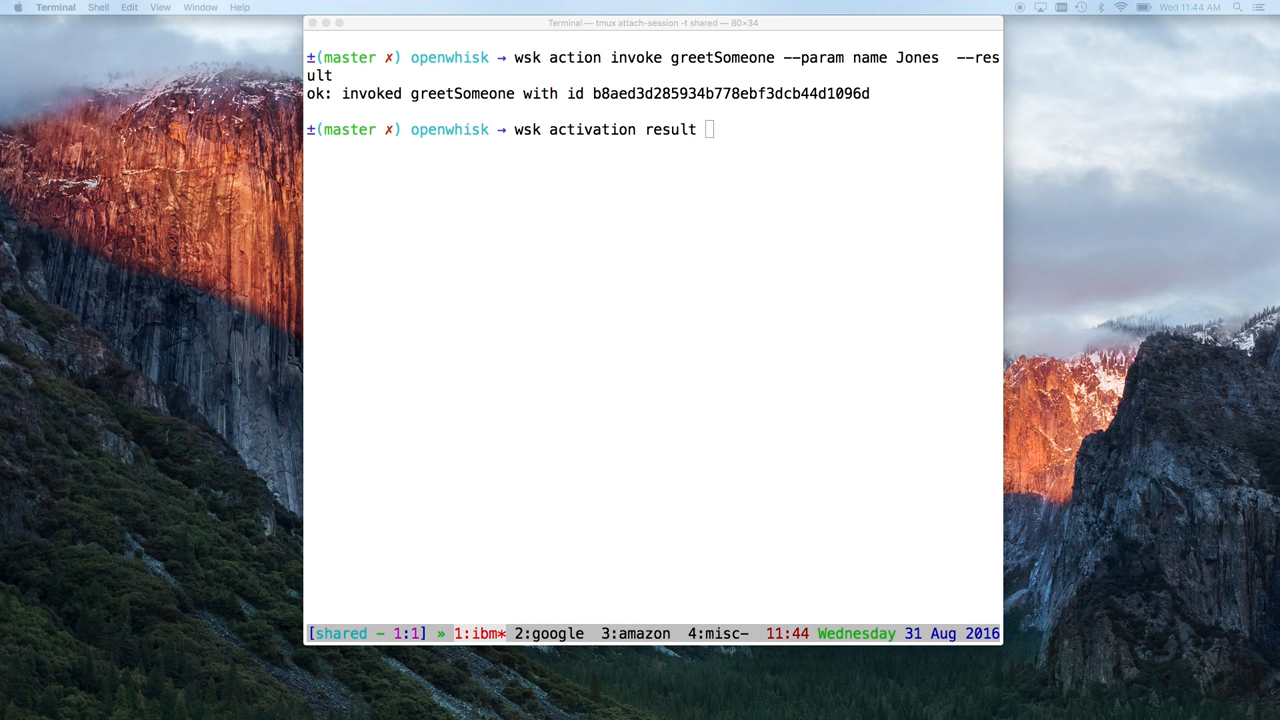 Terminal Shell Edit View Window Help Wed 11:44 AM
Terminal — tmux attach-session -t shared — 80×34
±(master ✗) openwhisk → wsk action invoke greetSomeone --param name Jones  --res
ult
ok: invoked greetSomeone with id b8aed3d285934b778ebf3dcb44d1096d
±(master ✗) openwhisk → wsk activation result
[shared - 1:1] » 1:ibm* 2:google  3:amazon  4:misc-  11:44 Wednesday 31 Aug 2016